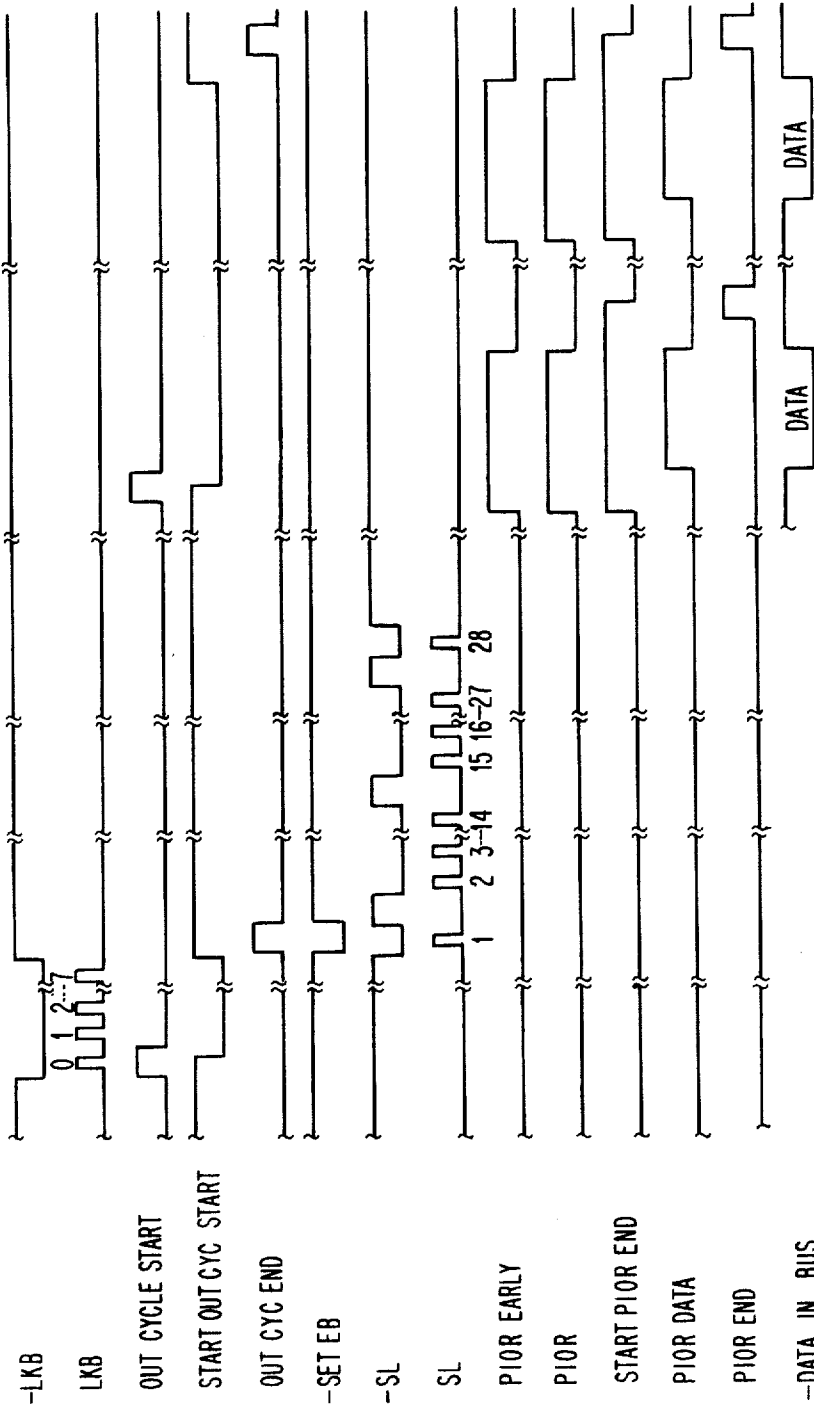 -LKB
0 1 2---7
LKB
OUT CYCLE START
START OUT CYC START
OUT CYC END
-SET EB
-SL
SL
1 2 3-14 15 16-27 28
PIOR EARLY
PIOR
START PIOR END
PIOR DATA
PIOR END
-DATA IN BUS
DATA DATA